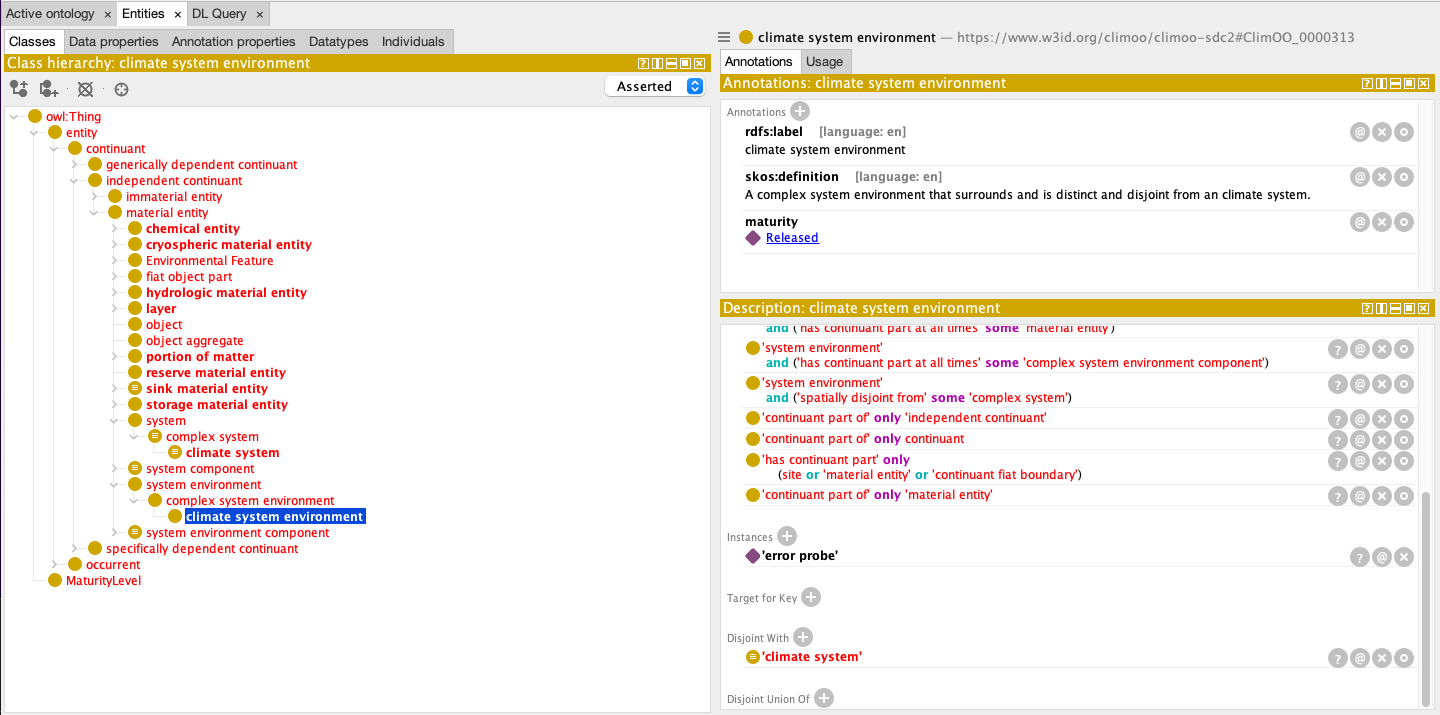 Active ontology × Entities × DL Query ×
Classes Data properties Annotation properties Datatypes Individuals
Class hierarchy: climate system environment
Asserted
owl:Thing
entity
continuant
generically dependent continuant
independent continuant
immaterial entity
material entity
chemical entity
cryospheric material entity
Environmental Feature
fiat object part
hydrologic material entity
layer
object
object aggregate
portion of matter
reserve material entity
sink material entity
storage material entity
system
complex system
climate system
system component
system environment
complex system environment
climate system environment
system environment component
specifically dependent continuant
occurrent
MaturityLevel
climate system environment — https://www.w3id.org/climoo/climoo-sdc2#ClimOO_0000313
Annotations Usage
Annotations: climate system environment
Annotations
rdfs:label [language: en]
climate system environment
skos:definition [language: en]
A complex system environment that surrounds and is distinct and disjoint from an climate system.
maturity
Released
Description: climate system environment
and ('has continuant part at all times' some 'material entity')
'system environment'
and ('has continuant part at all times' some 'complex system environment component')
'system environment'
and ('spatially disjoint from' some 'complex system')
'continuant part of' only 'independent continuant'
'continuant part of' only continuant
'has continuant part' only
(site or 'material entity' or 'continuant fiat boundary')
'continuant part of' only 'material entity'
Instances
'error probe'
Target for Key
Disjoint With
'climate system'
Disjoint Union Of